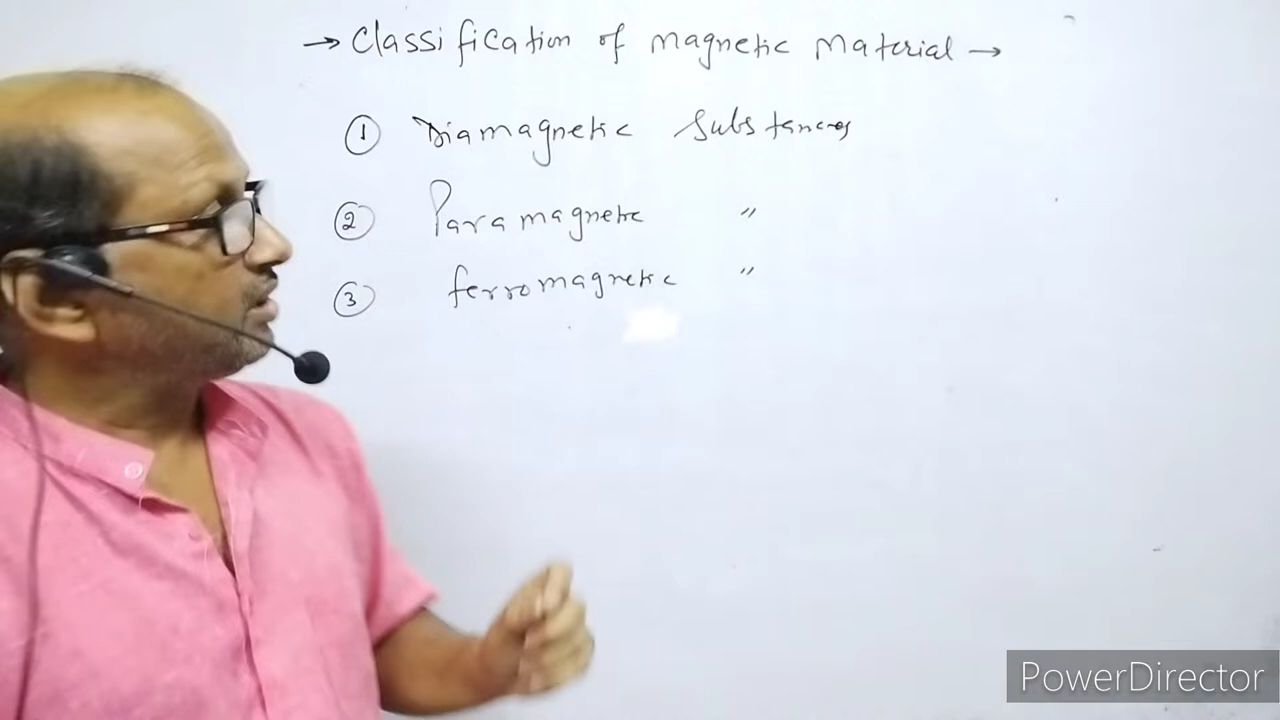 → Classification of magnetic material →
① Diamagnetic Substances
② Paramagnetic "
③ ferromagnetic "
PowerDirector